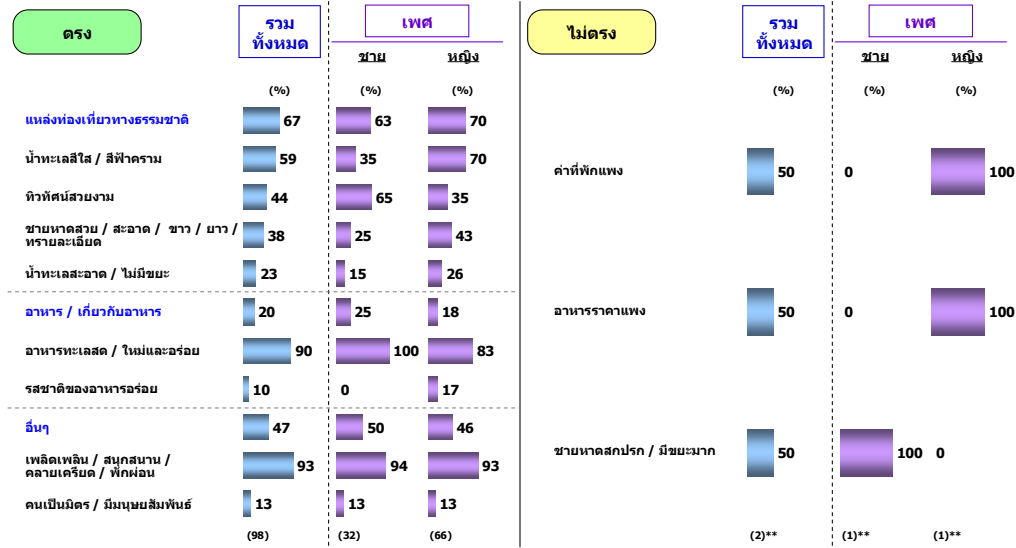 ตรง
รวม
ทั้งหมด
เพศ
ชาย หญิง
(%) (%) (%)
แหล่งท่องเที่ยวทางธรรมชาติ 67 63 70
น้ำทะเลสีใส / สีฟ้าคราม 59 35 70
ทิวทัศน์สวยงาม 44 65 35
ชายหาดสวย / สะอาด / ขาว / ยาว /
ทรายละเอียด 38 25 43
น้ำทะเลสะอาด / ไม่มีขยะ 23 15 26
อาหาร / เกี่ยวกับอาหาร 20 25 18
อาหารทะเลสด / ใหม่และอร่อย 90 100 83
รสชาติของอาหารอร่อย 10 0 17
อื่นๆ 47 50 46
เพลิดเพลิน / สนุกสนาน /
คลายเครียด / พักผ่อน 93 94 93
คนเป็นมิตร / มีมนุษยสัมพันธ์ 13 13 13
(98) (32) (66)
ไม่ตรง
รวม
ทั้งหมด
เพศ
ชาย หญิง
(%) (%) (%)
ค่าที่พักแพง 50 0 100
อาหารราคาแพง 50 0 100
ชายหาดสกปรก / มีขยะมาก 50 100 0
(2)** (1)** (1)**